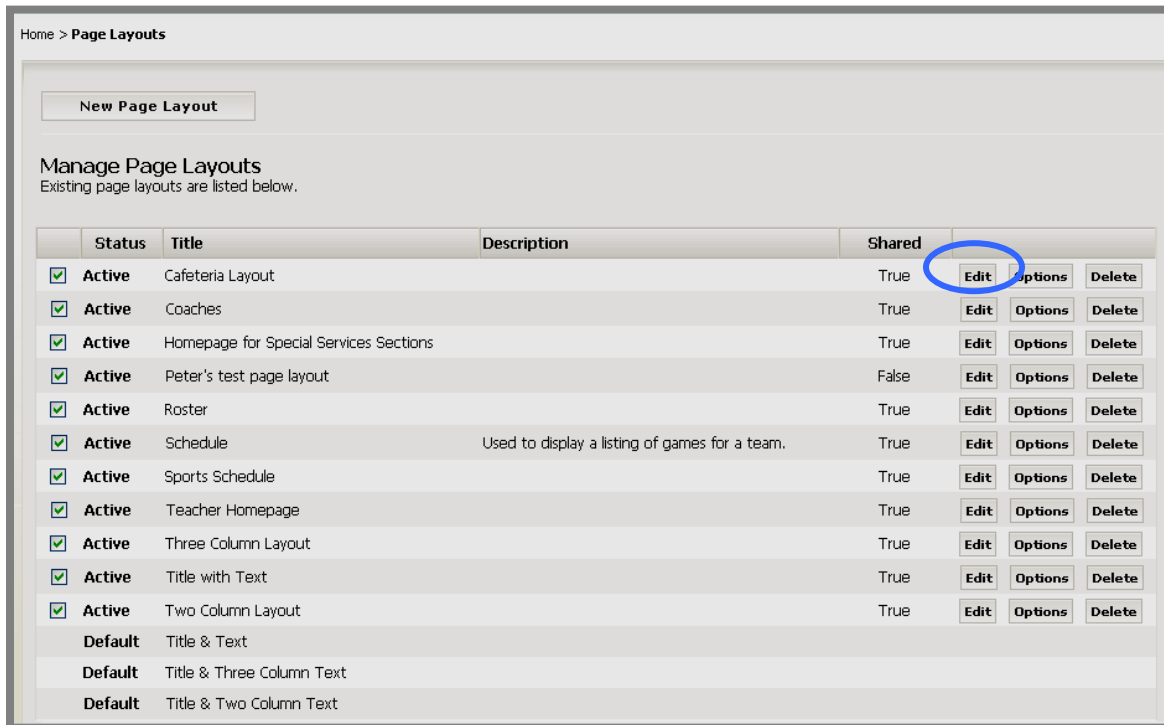 Home > Page Layouts
New Page Layout
Manage Page Layouts
Existing page layouts are listed below.
Status Title Description Shared
Active Cafeteria Layout True Edit Options Delete
Active Coaches True Edit Options Delete
Active Homepage for Special Services Sections True Edit Options Delete
Active Peter's test page layout False Edit Options Delete
Active Roster True Edit Options Delete
Active Schedule Used to display a listing of games for a team. True Edit Options Delete
Active Sports Schedule True Edit Options Delete
Active Teacher Homepage True Edit Options Delete
Active Three Column Layout True Edit Options Delete
Active Title with Text True Edit Options Delete
Active Two Column Layout True Edit Options Delete
Default Title & Text
Default Title & Three Column Text
Default Title & Two Column Text